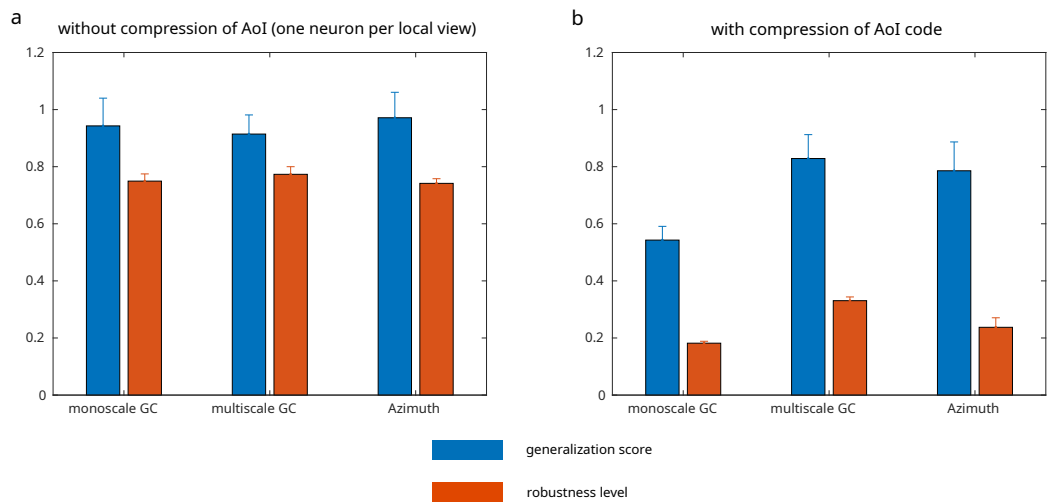 a
without compression of AoI (one neuron per local view)
1.2
1
0.8
0.6
0.4
0.2
0
monoscale GC
multiscale GC
Azimuth
b
with compression of AoI code
1.2
1
0.8
0.6
0.4
0.2
0
monoscale GC
multiscale GC
Azimuth
generalization score
robustness level